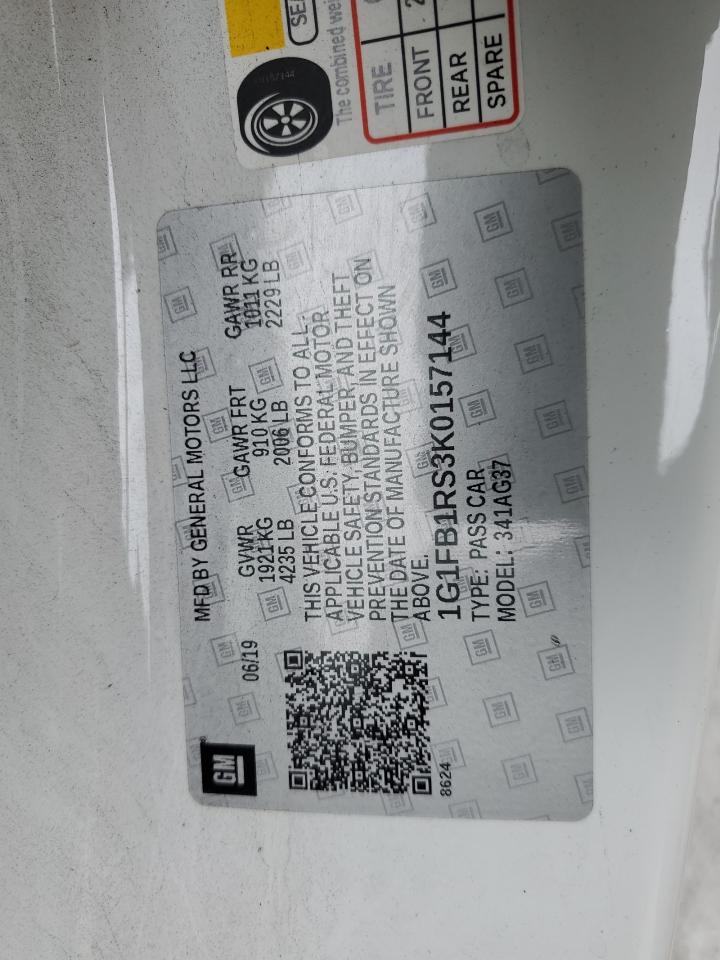 MFD BY GENERAL MOTORS LLC
GM
06/19
GVWR
1921 KG
4235 LB
GAWR FRT
910 KG
2006 LB
GAWR RR
1011 KG
2229 LB
THIS VEHICLE CONFORMS TO ALL
APPLICABLE U.S. FEDERAL MOTOR
VEHICLE SAFETY, BUMPER, AND THEFT
PREVENTION STANDARDS IN EFFECT ON
THE DATE OF MANUFACTURE SHOWN
ABOVE.
1G1FB1RS3K0157144
TYPE: PASS CAR
MODEL: 341AG37
8624
The combined
TIRE
FRONT
REAR
SPARE